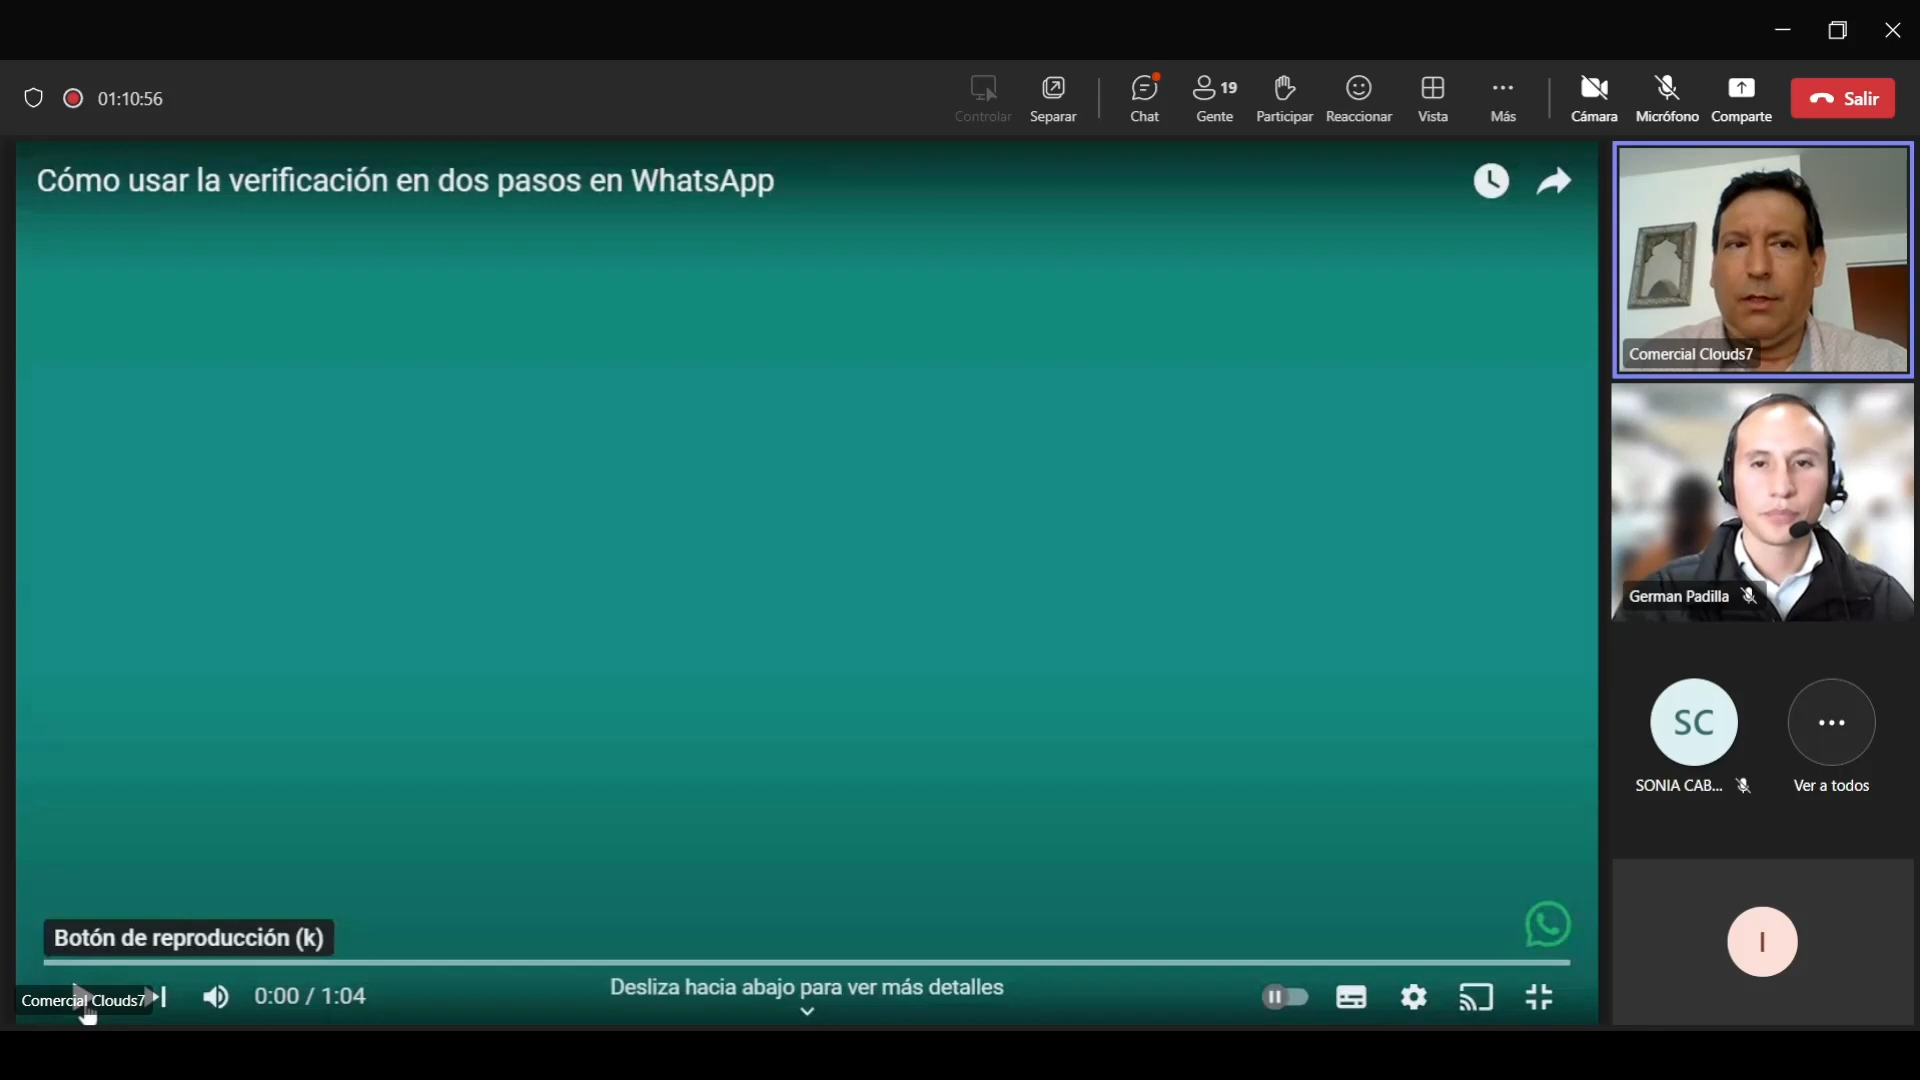 01:10:56
Controlar
Separar
Chat
19
Gente
Participar
Reaccionar
Vista
Más
Cámara
Micrófono
Comparte
Salir
Cómo usar la verificación en dos pasos en WhatsApp
Comercial Clouds7
German Padilla
SC
SONIA CAB...
Ver a todos
I
Botón de reproducción (k)
Comercial Clouds7
0:00 / 1:04
Desliza hacia abajo para ver más detalles